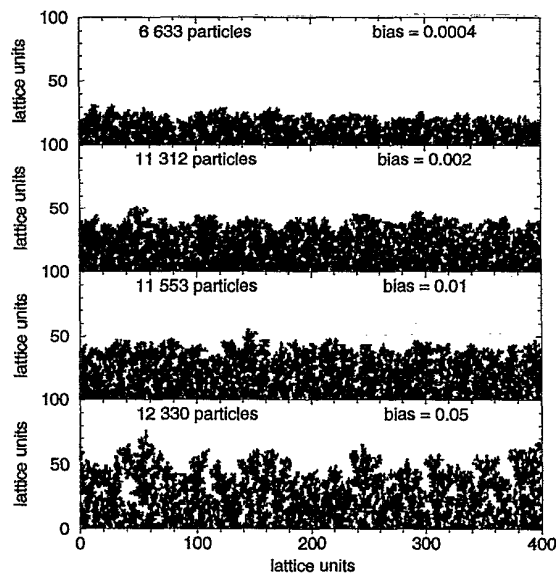 100
6 633 particles bias = 0.0004
lattice units
50
100
11 312 particles bias = 0.002
lattice units
50
100
11 553 particles bias = 0.01
lattice units
50
100
12 330 particles bias = 0.05
lattice units
50
0
0 100 200 300 400
lattice units